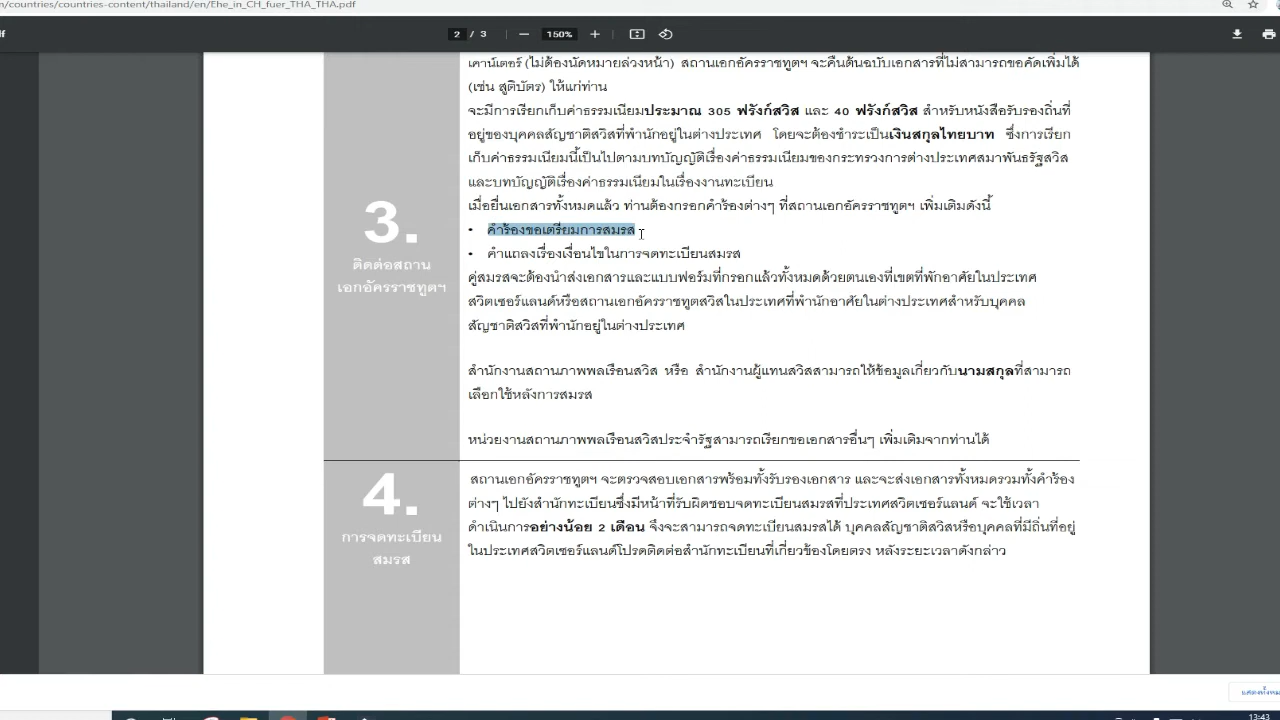 n/countries/countries-content/thailand/en/Ehe_in_CH_fuer_THA_THA.pdf
2 / 3
150%
เคาน์เตอร์ (ไม่ต้องนัดหมายล่วงหน้า) สถานเอกอัครราชทูตฯ จะคืนต้นฉบับเอกสารที่ไม่สามารถขอคัดเพิ่มได้
(เช่น สูติบัตร) ให้แก่ท่าน
จะมีการเรียกเก็บค่าธรรมเนียมประมาณ 305 ฟรังก์สวิส และ 40 ฟรังก์สวิส สำหรับหนังสือรับรองถิ่นที่
อยู่ของบุคคลสัญชาติสวิสที่พำนักอยู่ในต่างประเทศ โดยจะต้องชำระเป็นเงินสกุลไทยบาท ซึ่งการเรียก
เก็บค่าธรรมเนียมนี้เป็นไปตามบทบัญญัติเรื่องค่าธรรมเนียมของกระทรวงการต่างประเทศสมาพันธรัฐสวิส
และบทบัญญัติเรื่องค่าธรรมเนียมในเรื่องงานทะเบียน
เมื่อยื่นเอกสารทั้งหมดแล้ว ท่านต้องกรอกคำร้องต่างๆ ที่สถานเอกอัครราชทูตฯ เพิ่มเติมดังนี้
• คำร้องขอเตรียมการสมรส
• คำแถลงเรื่องเงื่อนไขในการจดทะเบียนสมรส
คู่สมรสจะต้องนำส่งเอกสารและแบบฟอร์มที่กรอกแล้วทั้งหมดด้วยตนเองที่เขตที่พักอาศัยในประเทศ
สวิตเซอร์แลนด์หรือสถานเอกอัครราชทูตสวิสในประเทศที่พำนักอาศัยในต่างประเทศสำหรับบุคคล
สัญชาติสวิสที่พำนักอยู่ในต่างประเทศ
สำนักงานสถานภาพพลเรือนสวิส หรือ สำนักงานผู้แทนสวิสสามารถให้ข้อมูลเกี่ยวกับนามสกุลที่สามารถ
เลือกใช้หลังการสมรส
หน่วยงานสถานภาพพลเรือนสวิสประจำรัฐสามารถเรียกขอเอกสารอื่นๆ เพิ่มเติมจากท่านได้
3.
ติดต่อสถาน
เอกอัครราชทูตฯ
4.
การจดทะเบียน
สมรส
สถานเอกอัครราชทูตฯ จะตรวจสอบเอกสารพร้อมทั้งรับรองเอกสาร และจะส่งเอกสารทั้งหมดรวมทั้งคำร้อง
ต่างๆ ไปยังสำนักทะเบียนซึ่งมีหน้าที่รับผิดชอบจดทะเบียนสมรสที่ประเทศสวิตเซอร์แลนด์ จะใช้เวลา
ดำเนินการอย่างน้อย 2 เดือน จึงจะสามารถจดทะเบียนสมรสได้ บุคคลสัญชาติสวิสหรือบุคคลที่มีถิ่นที่อยู่
ในประเทศสวิตเซอร์แลนด์โปรดติดต่อสำนักทะเบียนที่เกี่ยวข้องโดยตรง หลังระยะเวลาดังกล่าว
13:43